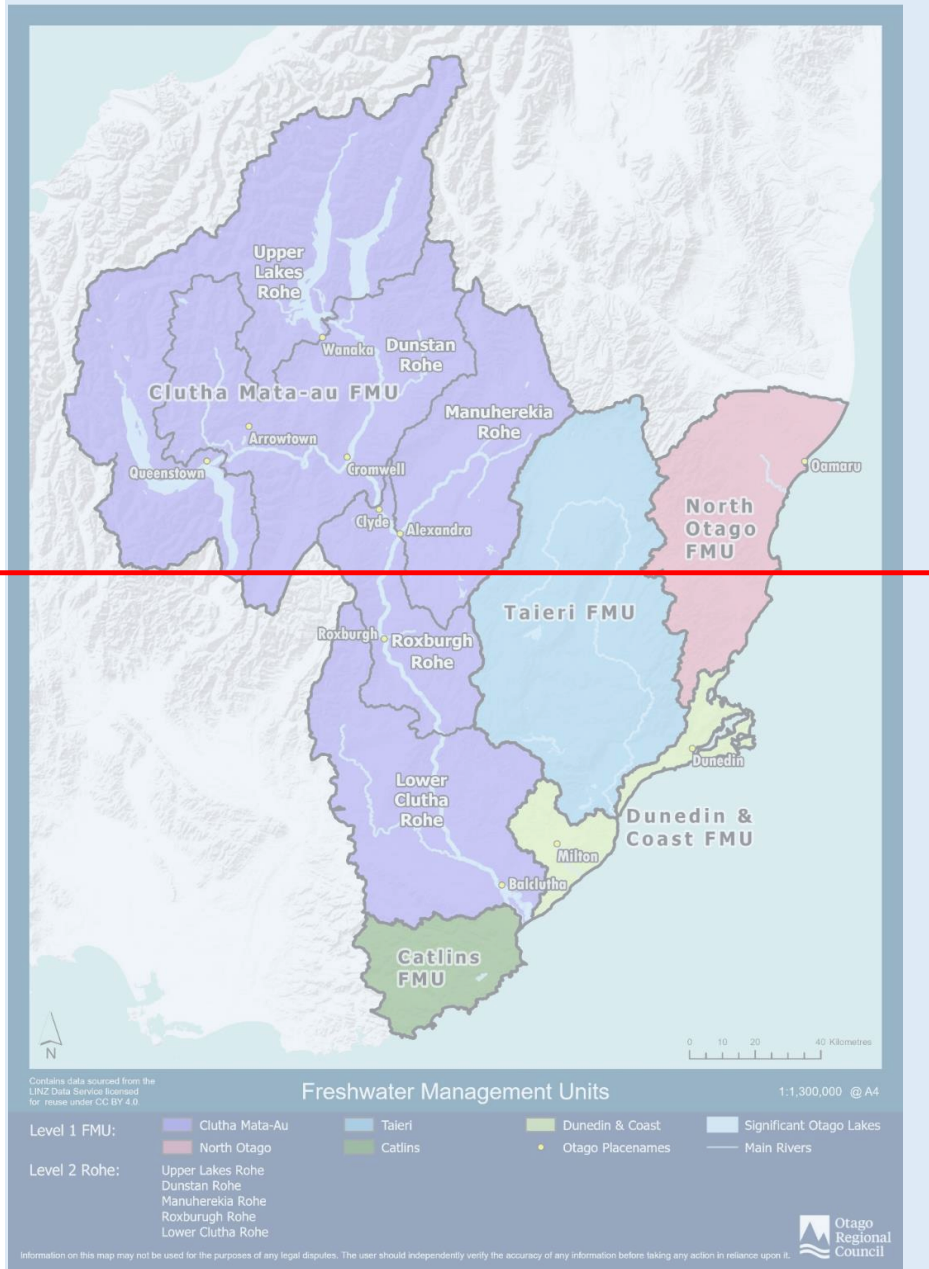 Upper
Lakes
Rohe
Wanaka
Dunstan
Rohe
Clutha Mata-au FMU
Manuherekia
Rohe
Arrowtown
Queenstown
Cromwell
Oamaru
Clyde
Alexandra
North
Otago
FMU
Taieri FMU
Roxburgh
Roxburgh
Rohe
Dunedin
Lower
Clutha
Rohe
Dunedin &
Coast FMU
Milton
Balclutha
Catlins
FMU
N
0 10 20 40 Kilometres
Contains data sourced from the
LINZ Data Service licensed
for reuse under CC BY 4.0
Freshwater Management Units
1:1,300,000 @ A4
Level 1 FMU:
Clutha Mata-Au
Taieri
Dunedin & Coast
Significant Otago Lakes
North Otago
Catlins
Otago Placenames
Main Rivers
Level 2 Rohe:
Upper Lakes Rohe
Dunstan Rohe
Manuherekia Rohe
Roxburugh Rohe
Lower Clutha Rohe
Otago
Regional
Council
Information on this map may not be used for the purposes of any legal disputes. The user should independently verify the accuracy of any information before taking any action in reliance upon it.